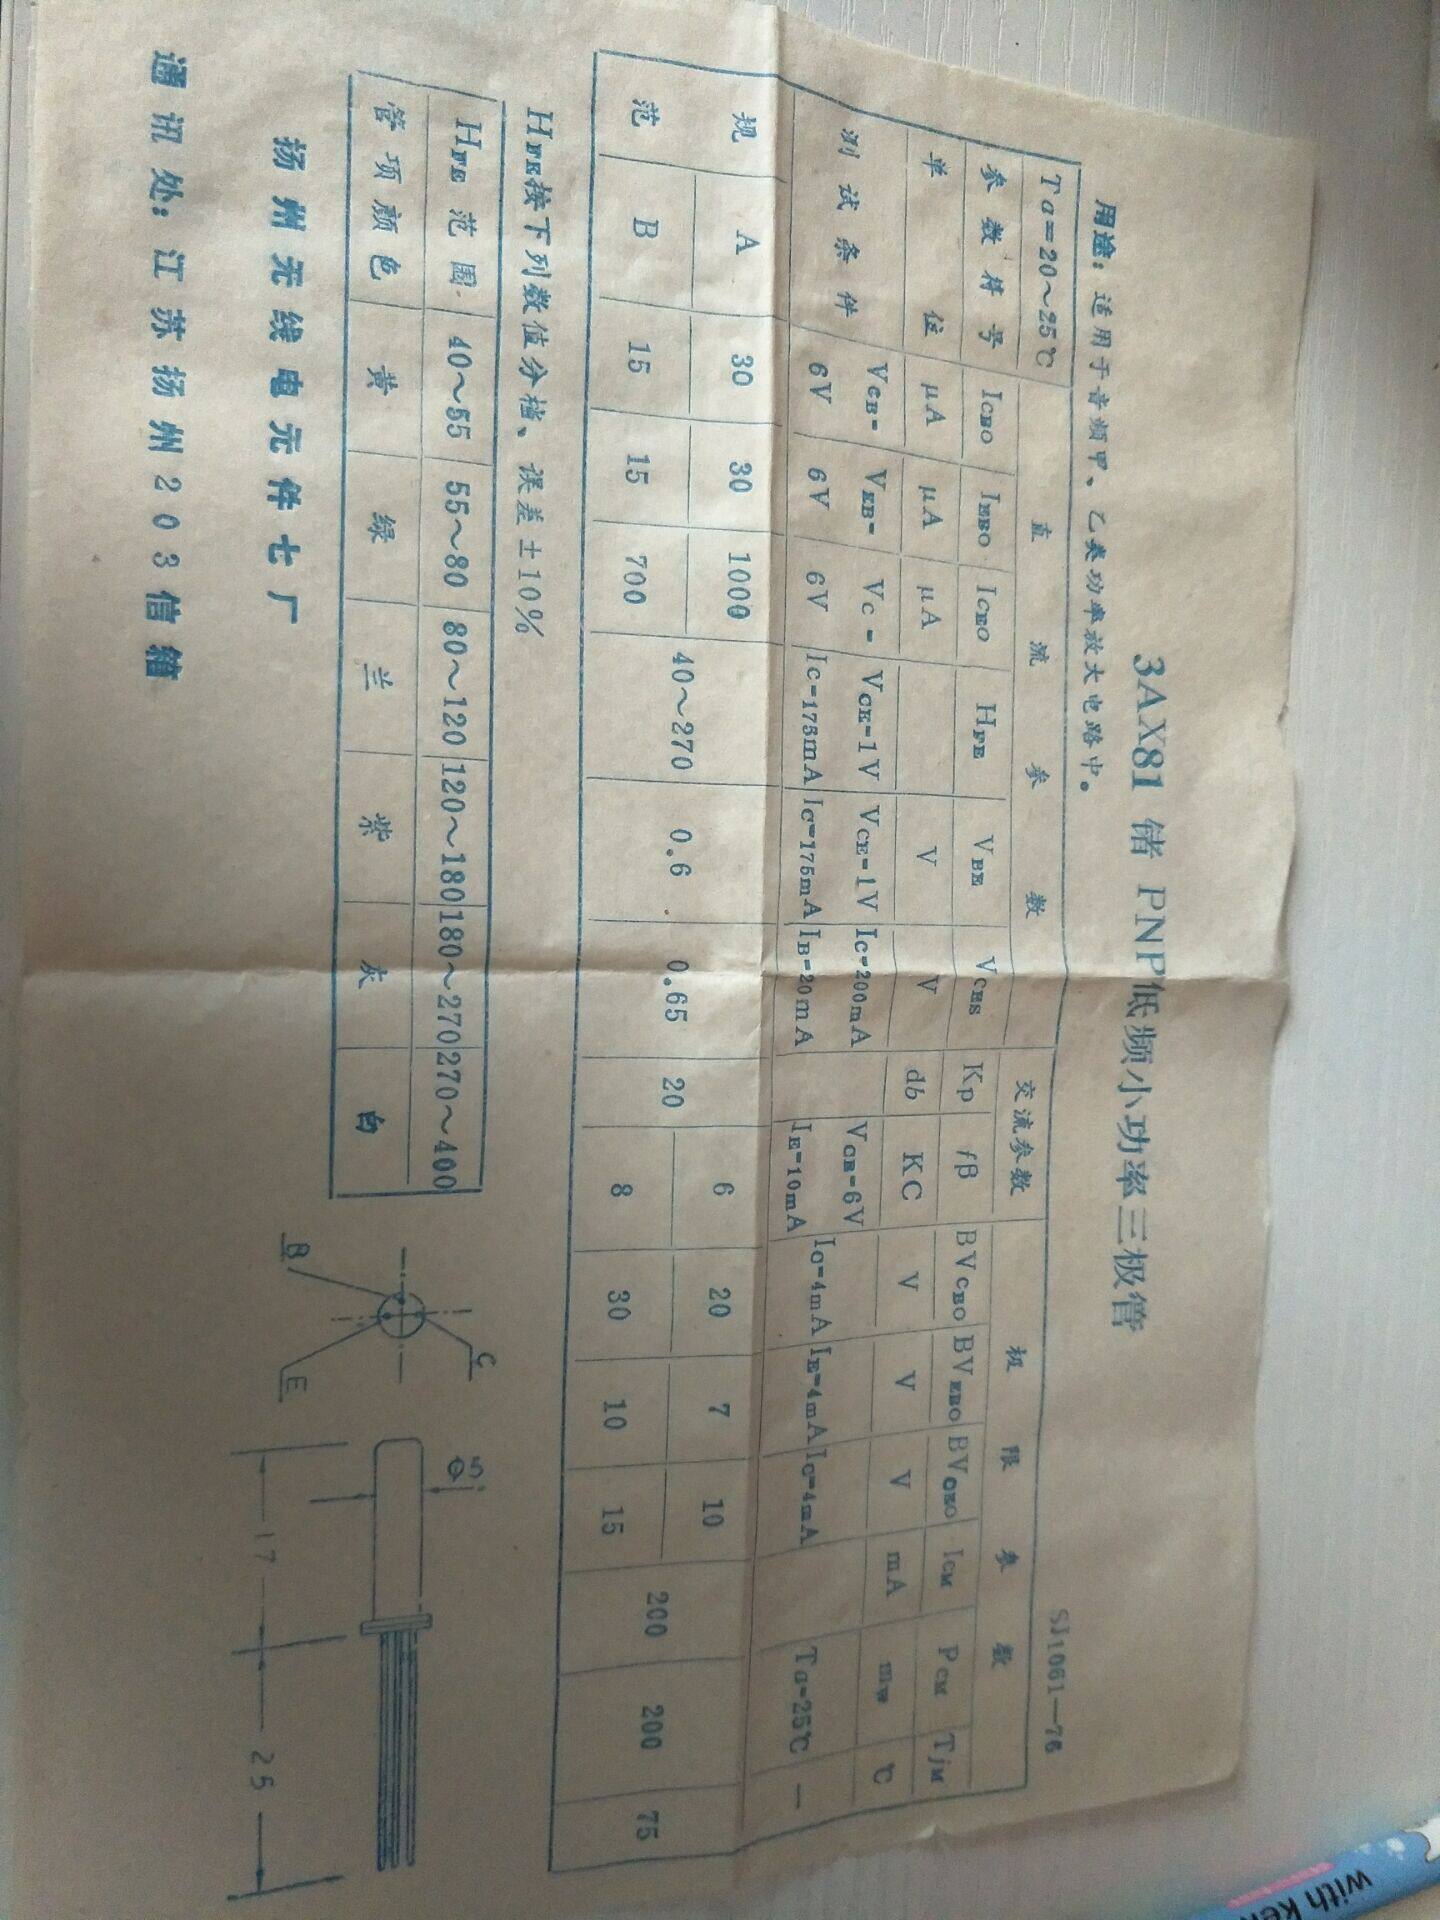 3AX81 锗 PNP低频小功率三极管
SJ1061—76
用途：适用于音频甲、乙类功率放大电路中。
Ta=20～25℃ 直流参数 交流参数 极限参数
参数符号 ICBO IEBO ICEO HFE VBE VCES Kp fβ BVCBO BVEBO BVCEO ICM PCM TjM
单位 μA μA μA V V db KC V V V mA mw ℃
测试条件 VCB= VEB= VC= VCE=1V VCE=1V IC=200mA VCB=6V IC=4mA IE=4mA IC=4mA Ta=25℃ —
6V 6V 6V IC=175mA IC=175mA IB=20mA IE=10mA
规 A 30 30 1000 40～270 0.6 0.65 20 6 20 7 10 200 200 75
范 B 15 15 700 8 30 10 15
HFE按下列数值分档、误差±10%
HFE 范围 40～55 55～80 80～120 120～180 180～270 270～400
管项颜色 黄 绿 兰 紫 灰 白
扬州无线电元件七厂
通讯处：江苏扬州203信箱
B
C
E
5
17
25
with